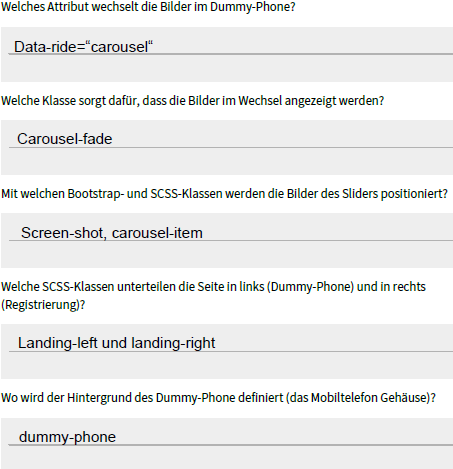 Welches Attribut wechselt die Bilder im Dummy-Phone?
Data-ride=“carousel“
Welche Klasse sorgt dafür, dass die Bilder im Wechsel angezeigt werden?
Carousel-fade
Mit welchen Bootstrap- und SCSS-Klassen werden die Bilder des Sliders positioniert?
Screen-shot, carousel-item
Welche SCSS-Klassen unterteilen die Seite in links (Dummy-Phone) und in rechts
(Registrierung)?
Landing-left und landing-right
Wo wird der Hintergrund des Dummy-Phone definiert (das Mobiltelefon Gehäuse)?
dummy-phone